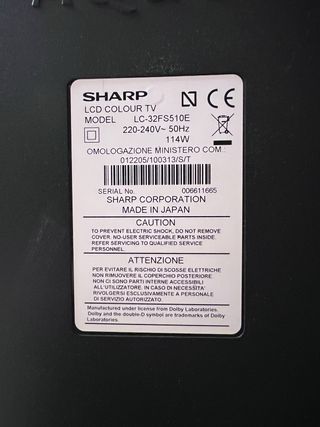 SHARP
LCD COLOUR TV
MODEL LC-32FS510E
220-240V~ 50Hz
114W
OMOLOGAZIONE MINISTERO COM.:
012205/100313/S/T
SERIAL No. 006611665
SHARP CORPORATION
MADE IN JAPAN
CAUTION
TO PREVENT ELECTRIC SHOCK, DO NOT REMOVE
COVER. NO USER SERVICEABLE PARTS INSIDE.
REFER SERVICING TO QUALIFIED SERVICE
PERSONNEL.
ATTENZIONE
PER EVITARE IL RISCHIO DI SCOSSE ELETTRICHE
NON RIMUOVERE IL COPERCHIO POSTERIORE.
NON CI SONO PARTI INTERNE ACCESSIBILI
ALL'UTILIZZATORE. IN CASO DI NECESSITA'
RIVOLGERSI ESCLUSIVAMENTE A PERSONALE
DI SERVIZIO AUTORIZZATO.
Manufactured under license from Dolby Laboratories.
Dolby and the double-D symbol are trademarks of Dolby
Laboratories.